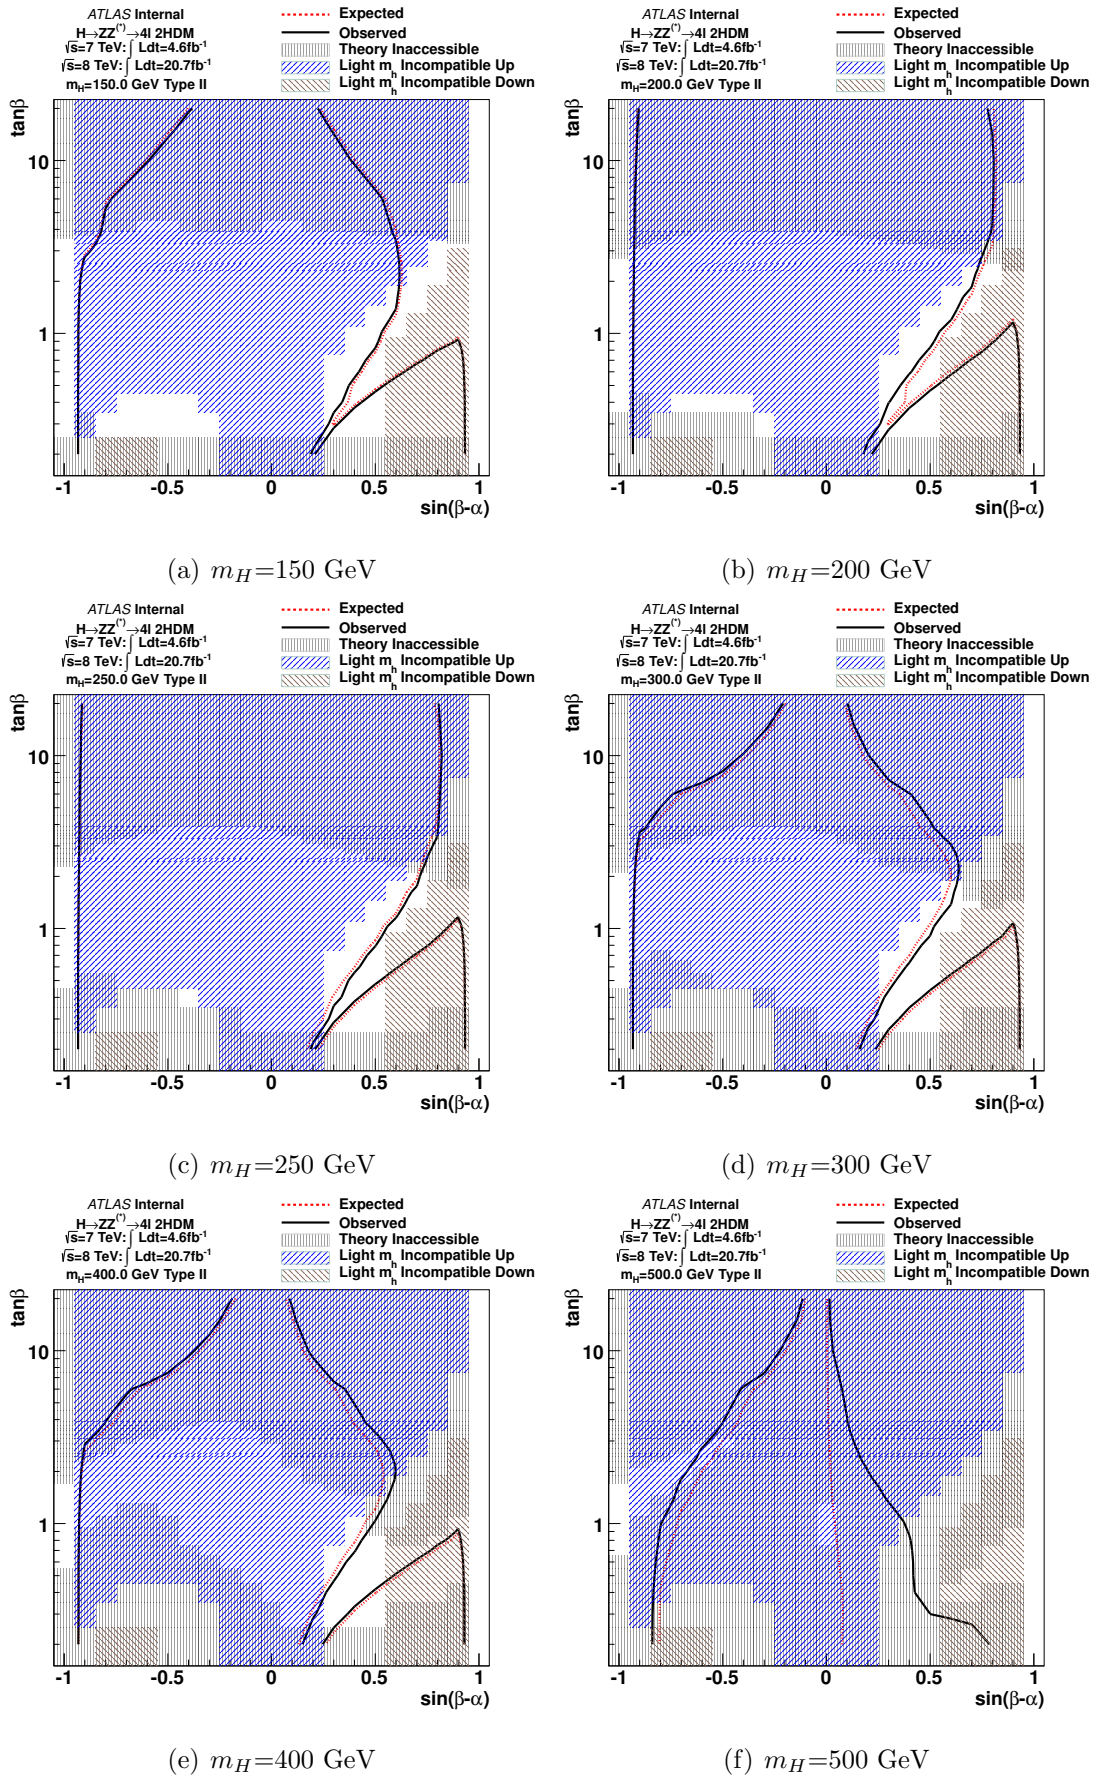 ATLAS Internal
H→ZZ(*)→4l 2HDM
√s=7 TeV:∫ Ldt=4.6fb-1
√s=8 TeV:∫ Ldt=20.7fb-1
mH=150.0 GeV Type II
Expected
Observed
Theory Inaccessible
Light mh Incompatible Up
Light mh Incompatible Down
tanβ
10
1
-1 -0.5 0 0.5 1
sin(β-α)
(a) mH=150 GeV
ATLAS Internal
H→ZZ(*)→4l 2HDM
√s=7 TeV:∫ Ldt=4.6fb-1
√s=8 TeV:∫ Ldt=20.7fb-1
mH=200.0 GeV Type II
Expected
Observed
Theory Inaccessible
Light mh Incompatible Up
Light mh Incompatible Down
tanβ
10
1
-1 -0.5 0 0.5 1
sin(β-α)
(b) mH=200 GeV
ATLAS Internal
H→ZZ(*)→4l 2HDM
√s=7 TeV:∫ Ldt=4.6fb-1
√s=8 TeV:∫ Ldt=20.7fb-1
mH=250.0 GeV Type II
Expected
Observed
Theory Inaccessible
Light mh Incompatible Up
Light mh Incompatible Down
tanβ
10
1
-1 -0.5 0 0.5 1
sin(β-α)
(c) mH=250 GeV
ATLAS Internal
H→ZZ(*)→4l 2HDM
√s=7 TeV:∫ Ldt=4.6fb-1
√s=8 TeV:∫ Ldt=20.7fb-1
mH=300.0 GeV Type II
Expected
Observed
Theory Inaccessible
Light mh Incompatible Up
Light mh Incompatible Down
tanβ
10
1
-1 -0.5 0 0.5 1
sin(β-α)
(d) mH=300 GeV
ATLAS Internal
H→ZZ(*)→4l 2HDM
√s=7 TeV:∫ Ldt=4.6fb-1
√s=8 TeV:∫ Ldt=20.7fb-1
mH=400.0 GeV Type II
Expected
Observed
Theory Inaccessible
Light mh Incompatible Up
Light mh Incompatible Down
tanβ
10
1
-1 -0.5 0 0.5 1
sin(β-α)
(e) mH=400 GeV
ATLAS Internal
H→ZZ(*)→4l 2HDM
√s=7 TeV:∫ Ldt=4.6fb-1
√s=8 TeV:∫ Ldt=20.7fb-1
mH=500.0 GeV Type II
Expected
Observed
Theory Inaccessible
Light mh Incompatible Up
Light mh Incompatible Down
tanβ
10
1
-1 -0.5 0 0.5 1
sin(β-α)
(f) mH=500 GeV